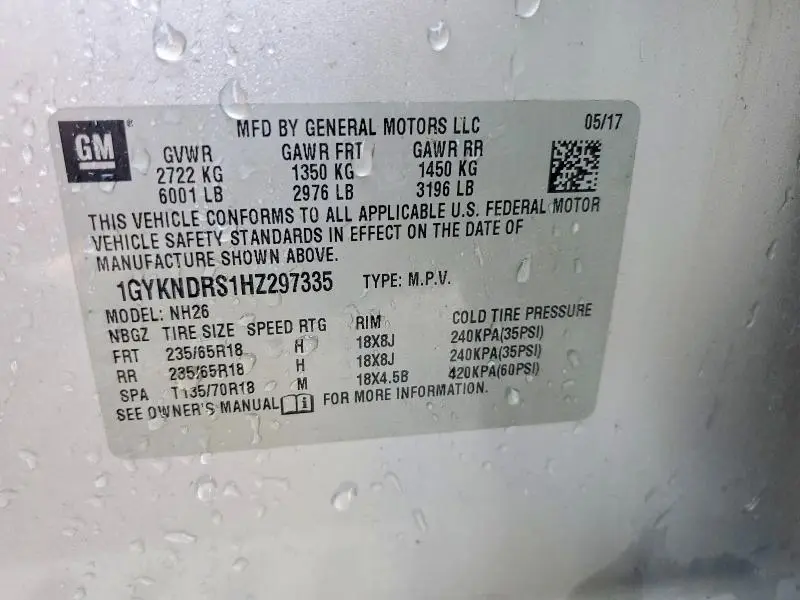 GM
MFD BY GENERAL MOTORS LLC 05/17
GVWR GAWR FRT GAWR RR
2722 KG 1350 KG 1450 KG
6001 LB 2976 LB 3196 LB
THIS VEHICLE CONFORMS TO ALL APPLICABLE U.S. FEDERAL MOTOR
VEHICLE SAFETY STANDARDS IN EFFECT ON THE DATE OF
MANUFACTURE SHOWN ABOVE.
1GYKNDRS1HZ297335 TYPE: M.P.V.
MODEL: NH26
NBGZ TIRE SIZE SPEED RTG RIM COLD TIRE PRESSURE
FRT 235/65R18 H 18X8J 240KPA(35PSI)
RR 235/65R18 H 18X8J 240KPA(35PSI)
SPA T135/70R18 M 18X4.5B 420KPA(60PSI)
SEE OWNER'S MANUAL FOR MORE INFORMATION.